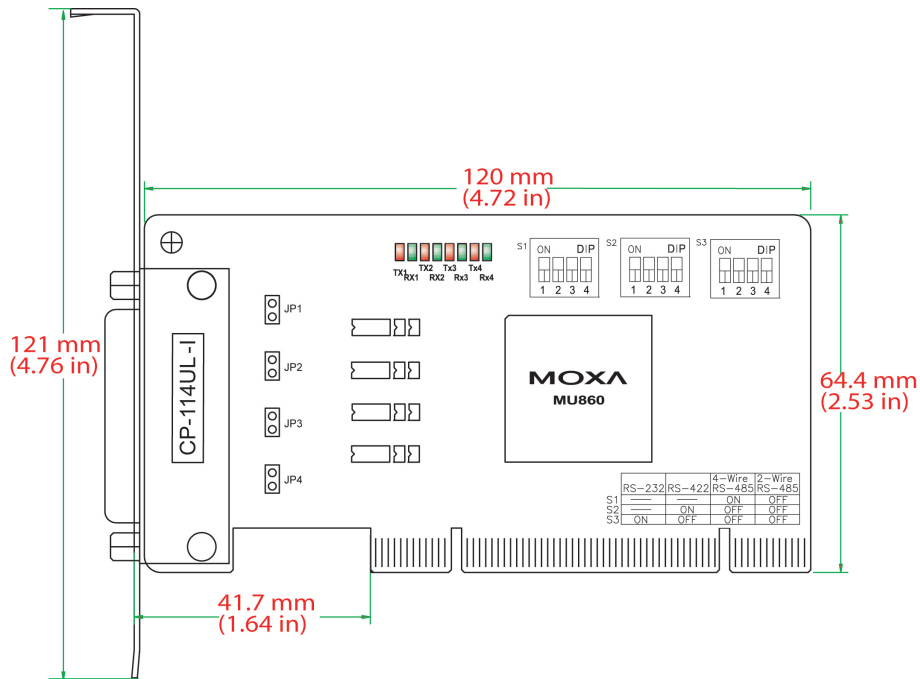 120 mm
(4.72 in)
S1 ON DIP
1 2 3 4
S2 ON DIP
1 2 3 4
S3 ON DIP
1 2 3 4
TX1 RX1 TX2 RX2 Tx3 Rx3 Tx4 Rx4
JP1
JP2
JP3
JP4
121 mm
(4.76 in)
CP-114UL-I
MOXA
MU860
64.4 mm
(2.53 in)
RS-232 RS-422 4-Wire RS-485 2-Wire RS-485
S1 — — ON OFF
S2 — ON OFF OFF
S3 ON OFF OFF OFF
41.7 mm
(1.64 in)